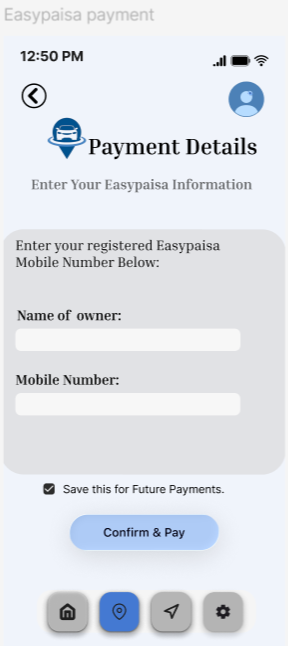 Easypaisa payment
12:50 PM
Payment Details
Enter Your Easypaisa Information
Enter your registered Easypaisa
Mobile Number Below:
Name of owner:
Mobile Number:
Save this for Future Payments.
Confirm & Pay